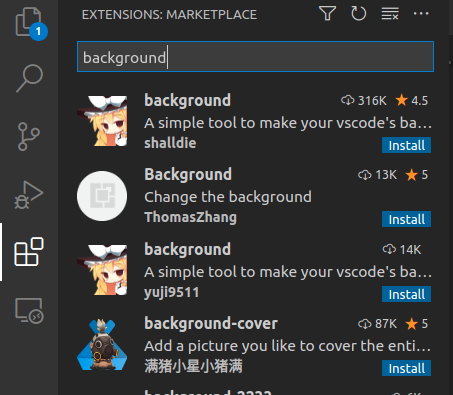 EXTENSIONS: MARKETPLACE
1
background
background 316K 4.5
A simple tool to make your vscode's ba...
shalldie Install
Background 13K 5
Change the background
ThomasZhang Install
background 14K
A simple tool to make your vscode's ba...
yuji9511 Install
background-cover 87K 5
Add a picture you like to cover the enti...
满猪小星小猪满 Install